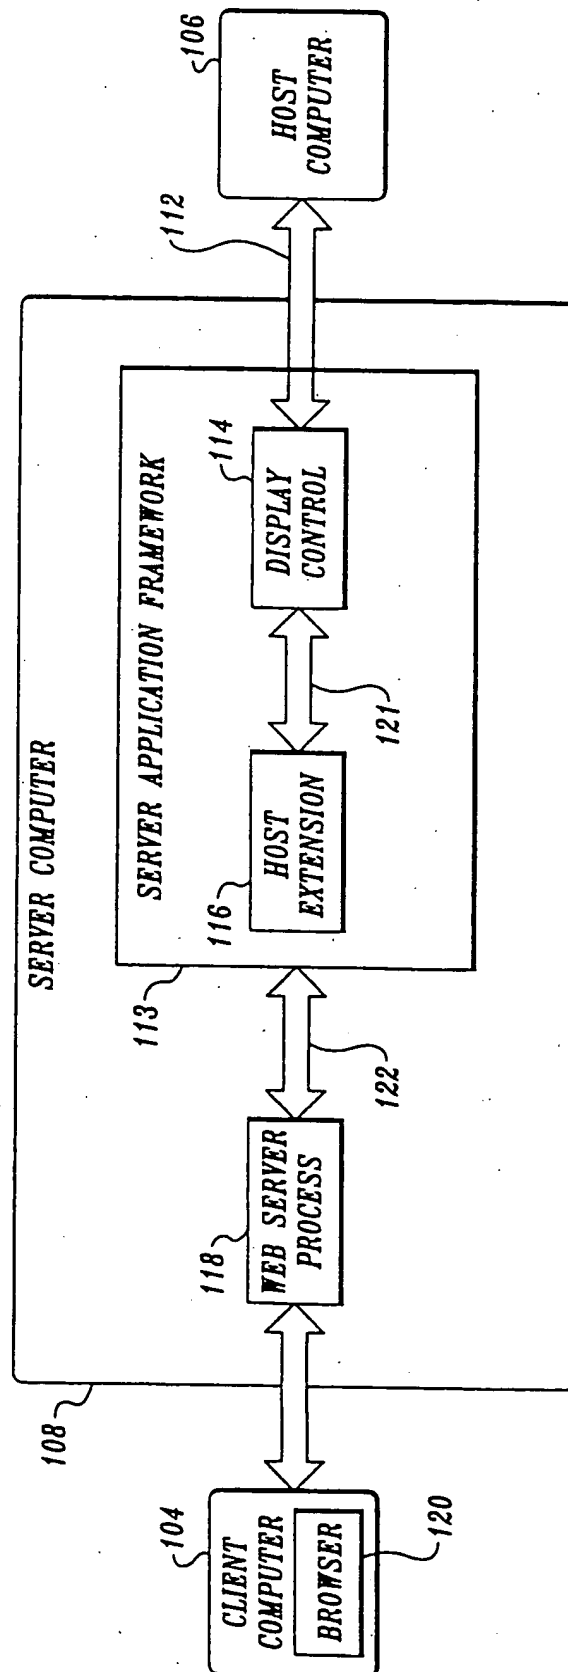 SERVER COMPUTER
108
104
CLIENT
COMPUTER
BROWSER
120
118
WEB SERVER
PROCESS
122
113
SERVER APPLICATION FRAMEWORK
116
HOST
EXTENSION
121
114
DISPLAY
CONTROL
112
106
HOST
COMPUTER